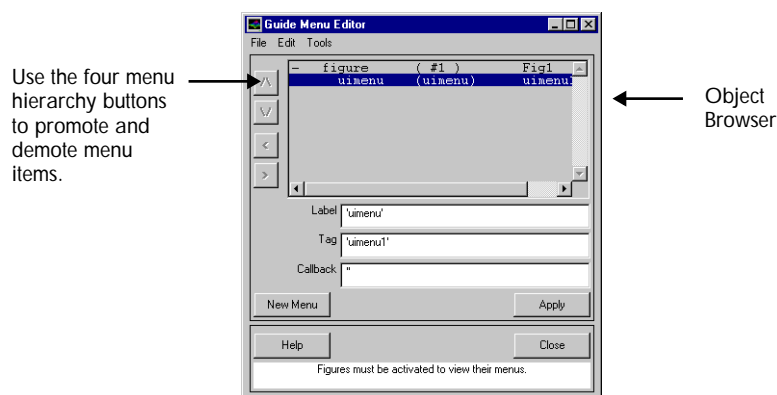 Guide Menu Editor
File Edit Tools
Use the four menu
hierarchy buttons
to promote and
demote menu
items.
/\
\/
<
>
- figure ( #1 ) Fig1
uimenu (uimenu) uimenu1
Object
Browser
Label 'uimenu'
Tag 'uimenu1'
Callback ''
New Menu Apply
Help Close
Figures must be activated to view their menus.